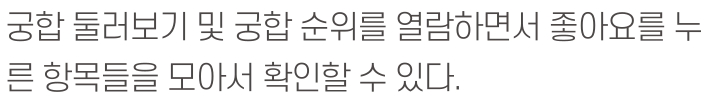 궁합 둘러보기 및 궁합 순위를 열람하면서 좋아요를 누
른 항목들을 모아서 확인할 수 있다.